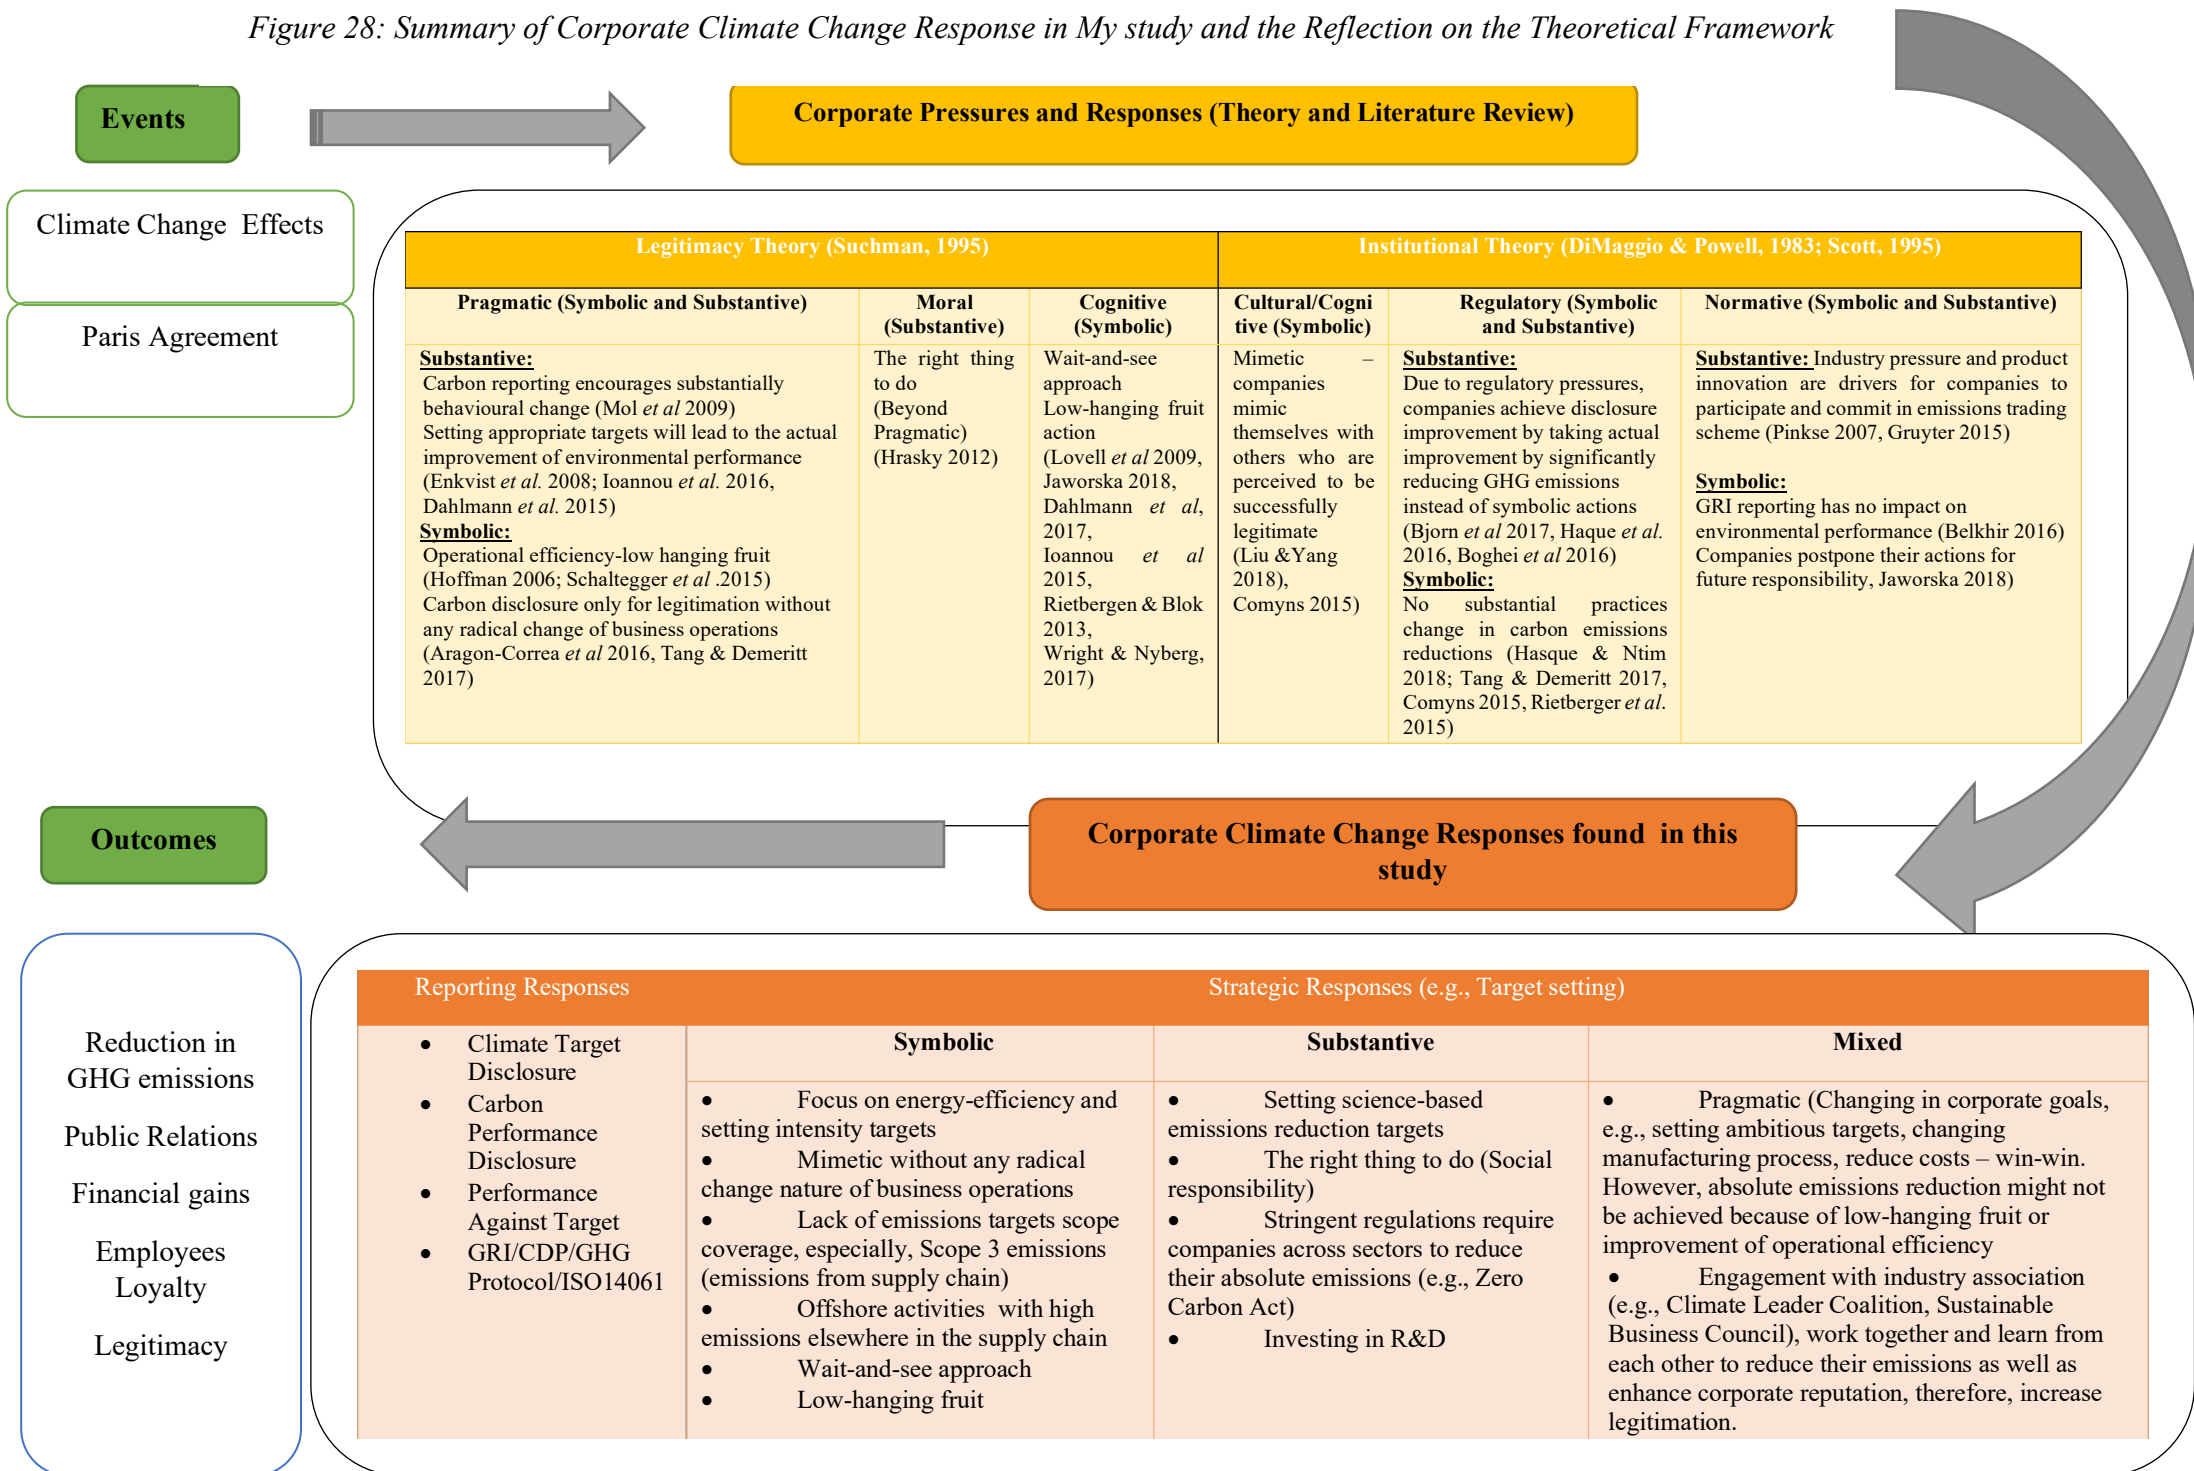 Figure 28: Summary of Corporate Climate Change Response in My study and the Reflection on the Theoretical Framework
Events
Corporate Pressures and Responses (Theory and Literature Review)
Climate Change  Effects
Paris Agreement
Legitimacy Theory (Suchman, 1995)
Institutional Theory (DiMaggio & Powell, 1983; Scott, 1995)
Pragmatic (Symbolic and Substantive)
Moral
(Substantive)
Cognitive
(Symbolic)
Cultural/Cogni
tive (Symbolic)
Regulatory (Symbolic
and Substantive)
Normative (Symbolic and Substantive)
Substantive:
Carbon reporting encourages substantially
behavioural change (Mol et al 2009)
Setting appropriate targets will lead to the actual
improvement of environmental performance
(Enkvist et al. 2008; Ioannou et al. 2016,
Dahlmann et al. 2015)
Symbolic:
Operational efficiency-low hanging fruit
(Hoffman 2006; Schaltegger et al .2015)
Carbon disclosure only for legitimation without
any radical change of business operations
(Aragon-Correa et al 2016, Tang & Demeritt
2017)
The right thing
to do
(Beyond
Pragmatic)
(Hrasky 2012)
Wait-and-see
approach
Low-hanging fruit
action
(Lovell et al 2009,
Jaworska 2018,
Dahlmann et al,
2017,
Ioannou et al
2015,
Rietbergen & Blok
2013,
Wright & Nyberg,
2017)
Mimetic –
companies
mimic
themselves with
others who are
perceived to be
successfully
legitimate
(Liu &Yang
2018),
Comyns 2015)
Substantive:
Due to regulatory pressures,
companies achieve disclosure
improvement by taking actual
improvement by significantly
reducing GHG emissions
instead of symbolic actions
(Bjorn et al 2017, Haque et al.
2016, Boghei et al 2016)
Symbolic:
No substantial practices
change in carbon emissions
reductions (Hasque & Ntim
2018; Tang & Demeritt 2017,
Comyns 2015, Rietberger et al.
2015)
Substantive: Industry pressure and product
innovation are drivers for companies to
participate and commit in emissions trading
scheme (Pinkse 2007, Gruyter 2015)
Symbolic:
GRI reporting has no impact on
environmental performance (Belkhir 2016)
Companies postpone their actions for
future responsibility, Jaworska 2018)
Outcomes
Corporate Climate Change Responses found  in this
study
Reduction in
GHG emissions
Public Relations
Financial gains
Employees
Loyalty
Legitimacy
Reporting Responses
Strategic Responses (e.g., Target setting)
• Climate Target
Disclosure
• Carbon
Performance
Disclosure
• Performance
Against Target
• GRI/CDP/GHG
Protocol/ISO14061
Symbolic
• Focus on energy-efficiency and
setting intensity targets
• Mimetic without any radical
change nature of business operations
• Lack of emissions targets scope
coverage, especially, Scope 3 emissions
(emissions from supply chain)
• Offshore activities  with high
emissions elsewhere in the supply chain
• Wait-and-see approach
• Low-hanging fruit
Substantive
• Setting science-based
emissions reduction targets
• The right thing to do (Social
responsibility)
• Stringent regulations require
companies across sectors to reduce
their absolute emissions (e.g., Zero
Carbon Act)
• Investing in R&D
Mixed
• Pragmatic (Changing in corporate goals,
e.g., setting ambitious targets, changing
manufacturing process, reduce costs – win-win.
However, absolute emissions reduction might not
be achieved because of low-hanging fruit or
improvement of operational efficiency
• Engagement with industry association
(e.g., Climate Leader Coalition, Sustainable
Business Council), work together and learn from
each other to reduce their emissions as well as
enhance corporate reputation, therefore, increase
legitimation.